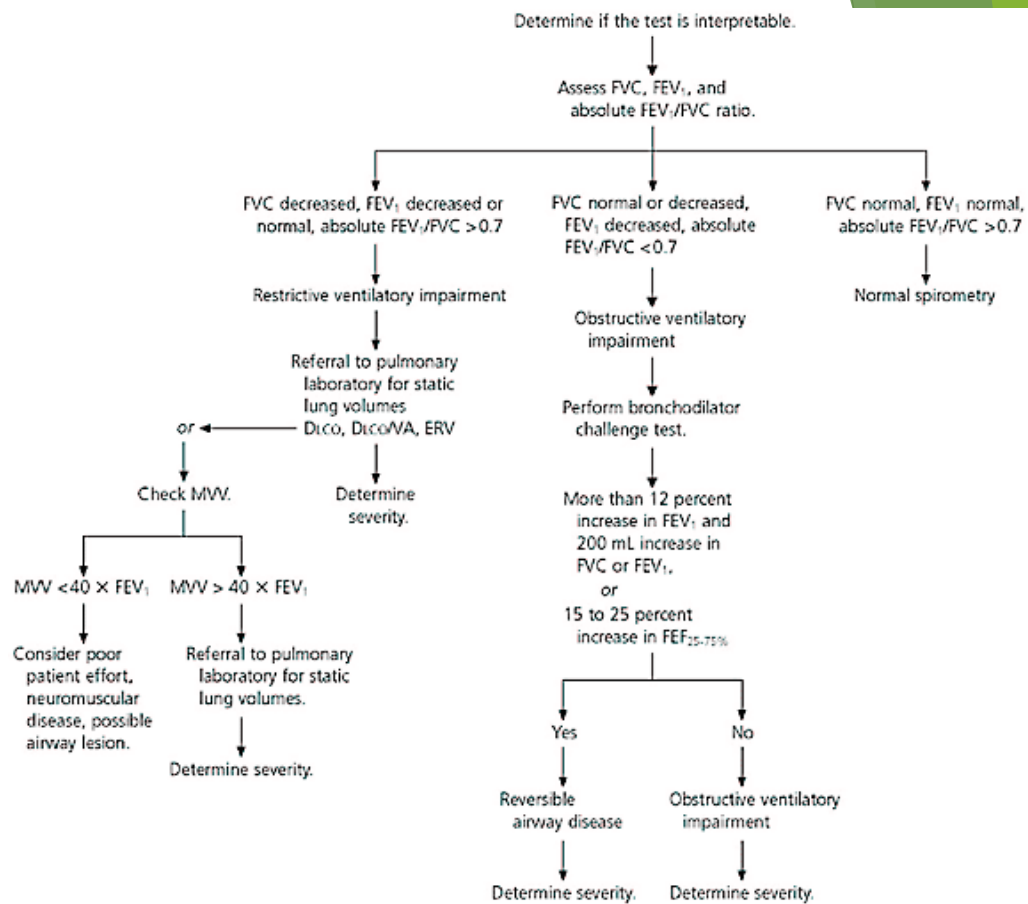 Determine if the test is interpretable.
Assess FVC, FEV₁, and
absolute FEV₁/FVC ratio.
FVC decreased, FEV₁ decreased or
normal, absolute FEV₁/FVC >0.7
Restrictive ventilatory impairment
Referral to pulmonary
laboratory for static
lung volumes
DLCO, DLCO/VA, ERV
or
Determine
severity.
Check MVV.
MVV <40 × FEV₁
Consider poor
patient effort,
neuromuscular
disease, possible
airway lesion.
MVV > 40 × FEV₁
Referral to pulmonary
laboratory for static
lung volumes.
Determine severity.
FVC normal or decreased,
FEV₁ decreased, absolute
FEV₁/FVC <0.7
Obstructive ventilatory
impairment
Perform bronchodilator
challenge test.
More than 12 percent
increase in FEV₁ and
200 mL increase in
FVC or FEV₁,
or
15 to 25 percent
increase in FEF25-75%
Yes
Reversible
airway disease
Determine severity.
No
Obstructive ventilatory
impairment
Determine severity.
FVC normal, FEV₁ normal,
absolute FEV₁/FVC >0.7
Normal spirometry